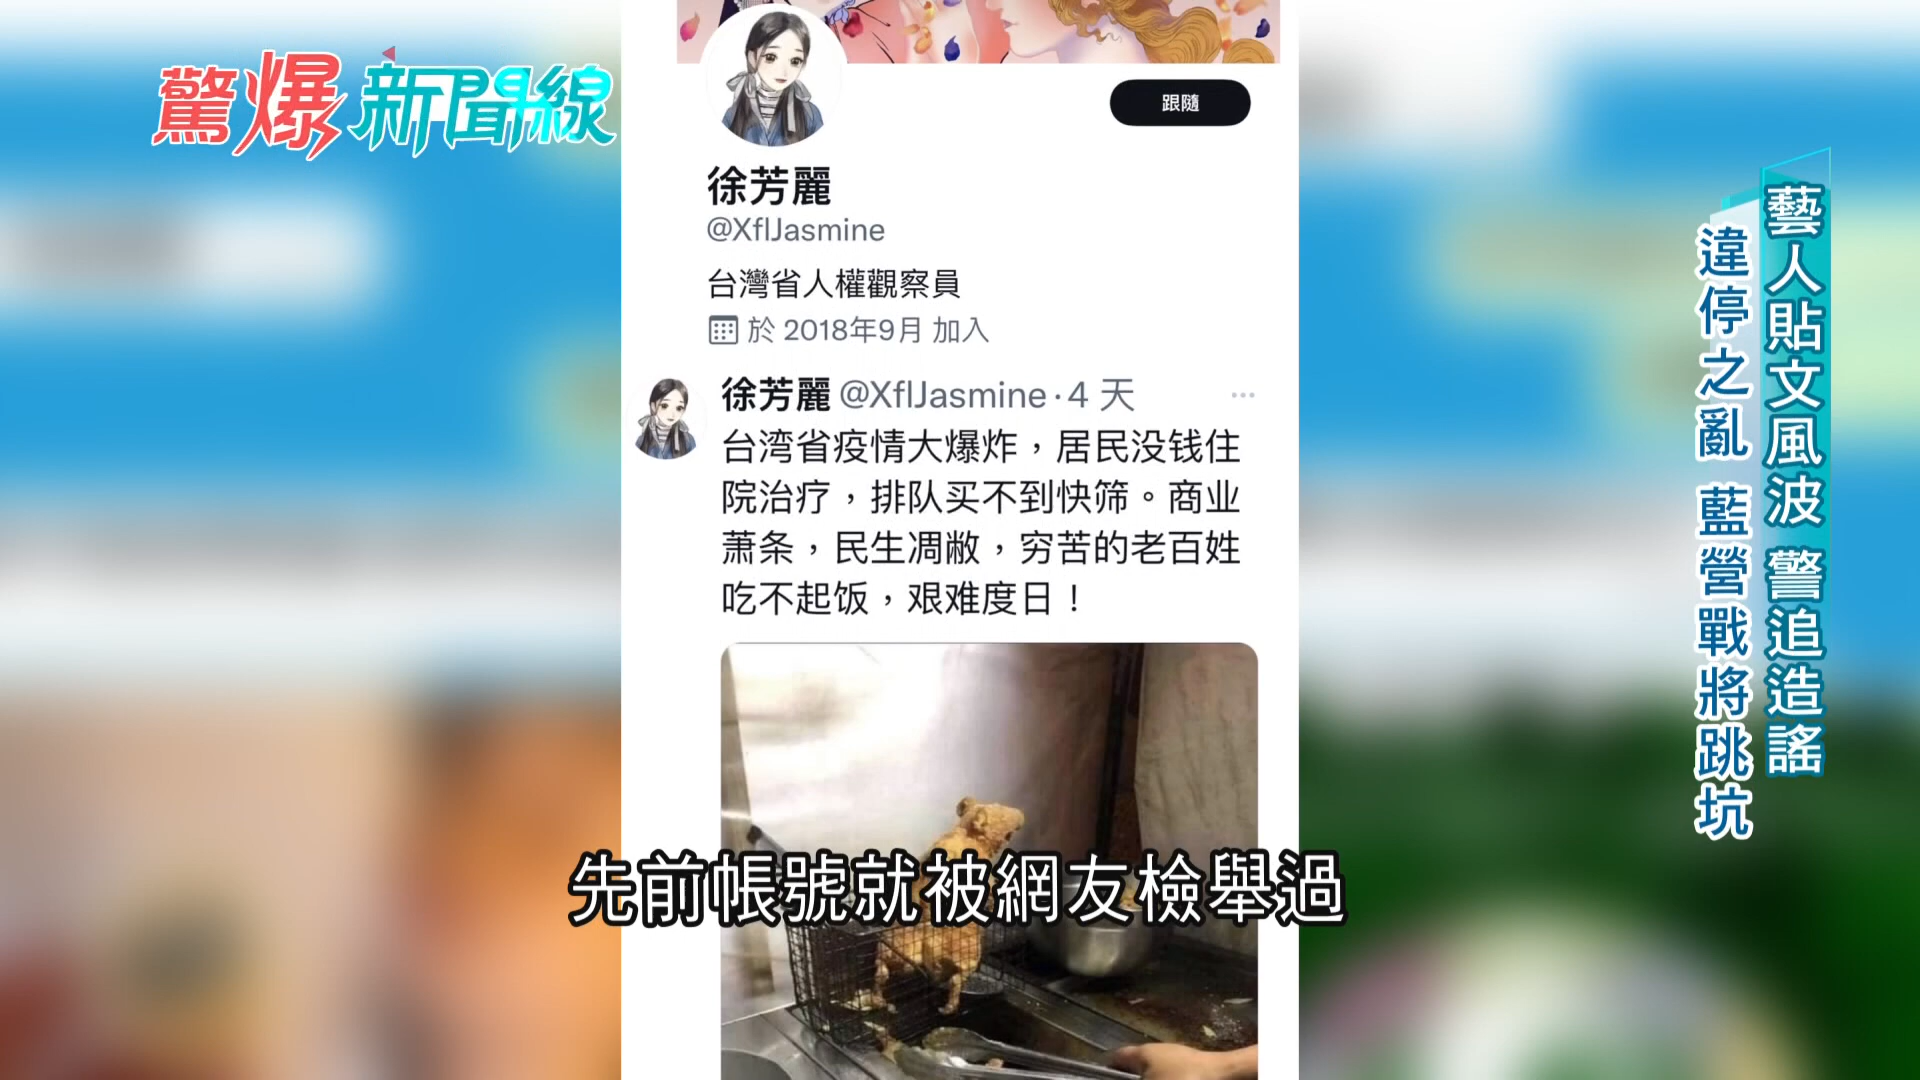 驚爆新聞線
跟隨
徐芳麗
@XflJasmine
台灣省人權觀察員
於 2018年9月 加入
徐芳麗 @XflJasmine·4 天
台湾省疫情大爆炸，居民没钱住
院治疗，排队买不到快筛。商业
萧条，民生凋敝，穷苦的老百姓
吃不起饭，艰难度日！
先前帳號就被網友檢舉過
藝人貼文風波 警追造謠
違停之亂 藍營戰將跳坑